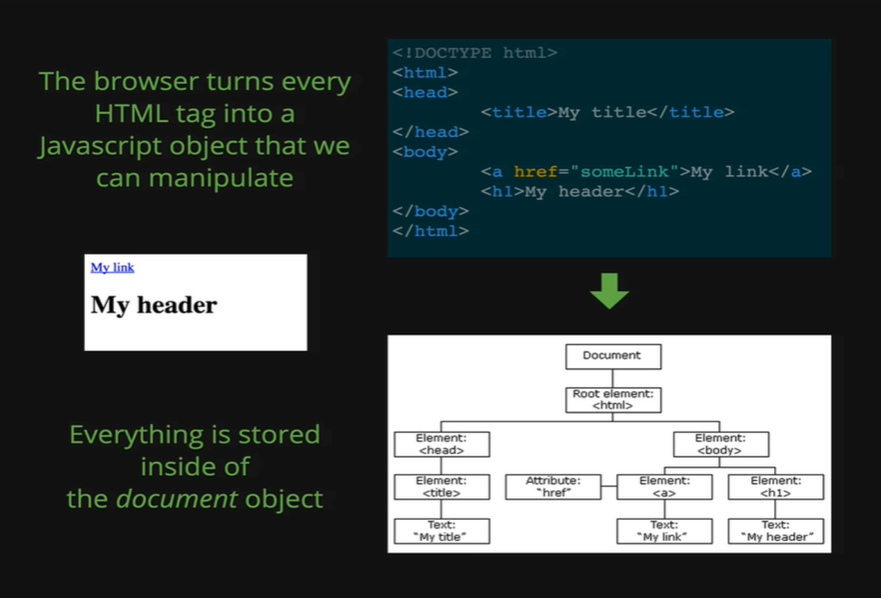 The browser turns every
HTML tag into a
Javascript object that we
can manipulate
<!DOCTYPE html>
<html>
<head>
<title>My title</title>
</head>
<body>
<a href="someLink">My link</a>
<h1>My header</h1>
</body>
</html>
My link
My header
Everything is stored
inside of
the document object
Document
Root element:
<html>
Element:
<head>
Element:
<body>
Element:
<title>
Attribute:
"href"
Element:
<a>
Element:
<h1>
Text:
"My title"
Text:
"My link"
Text:
"My header"